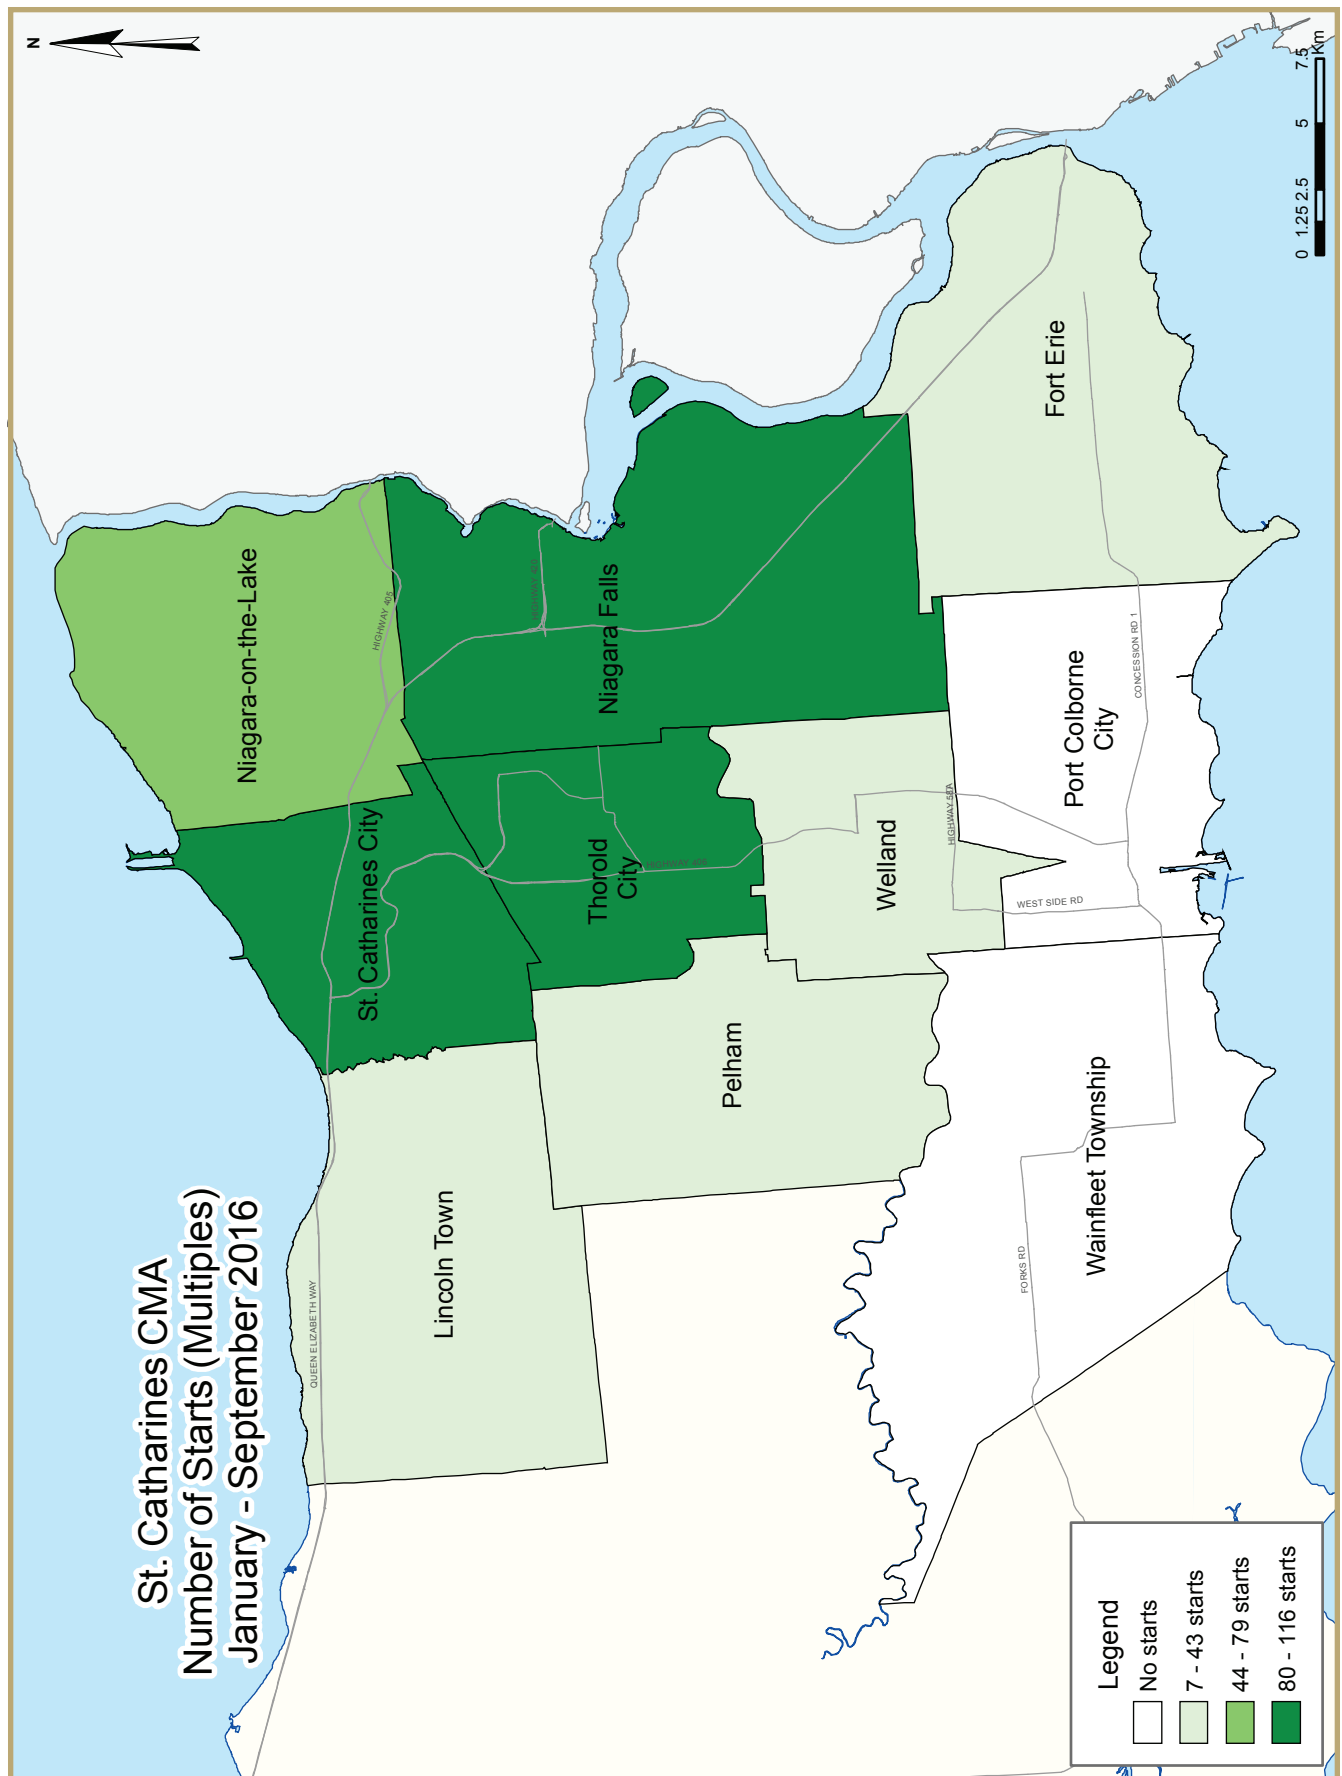 St. Catharines CMA
Number of Starts (Multiples)
January - September 2016
N
Niagara-on-the-Lake
HIGHWAY 405
St. Catharines City
QUEEN ELIZABETH WAY
Lincoln Town
HIGHWAY 420
Niagara Falls
Thorold
City
HIGHWAY 406
Pelham
Welland
HIGHWAY 58A
Fort Erie
Port Colborne
City
CONCESSION RD 1
WEST SIDE RD
Wainfleet Township
FORKS RD
Legend
No starts
7 - 43 starts
44 - 79 starts
80 - 116 starts
0 1.25 2.5 5 7.5
Km